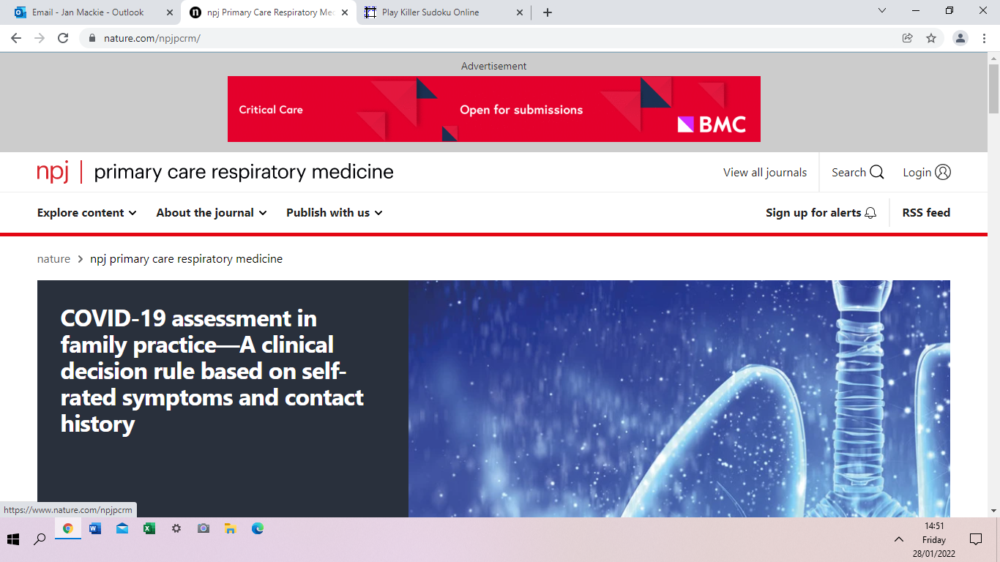 Email - Jan Mackie - Outlook
npj Primary Care Respiratory Med
Play Killer Sudoku Online
nature.com/npjpcrm/
Advertisement
Critical Care
Open for submissions
BMC
npj | primary care respiratory medicine
View all journals
Search
Login
Explore content
About the journal
Publish with us
Sign up for alerts
RSS feed
nature
npj primary care respiratory medicine
COVID-19 assessment in
family practice—A clinical
decision rule based on self-
rated symptoms and contact
history
https://www.nature.com/npjpcrm
14:51
Friday
28/01/2022